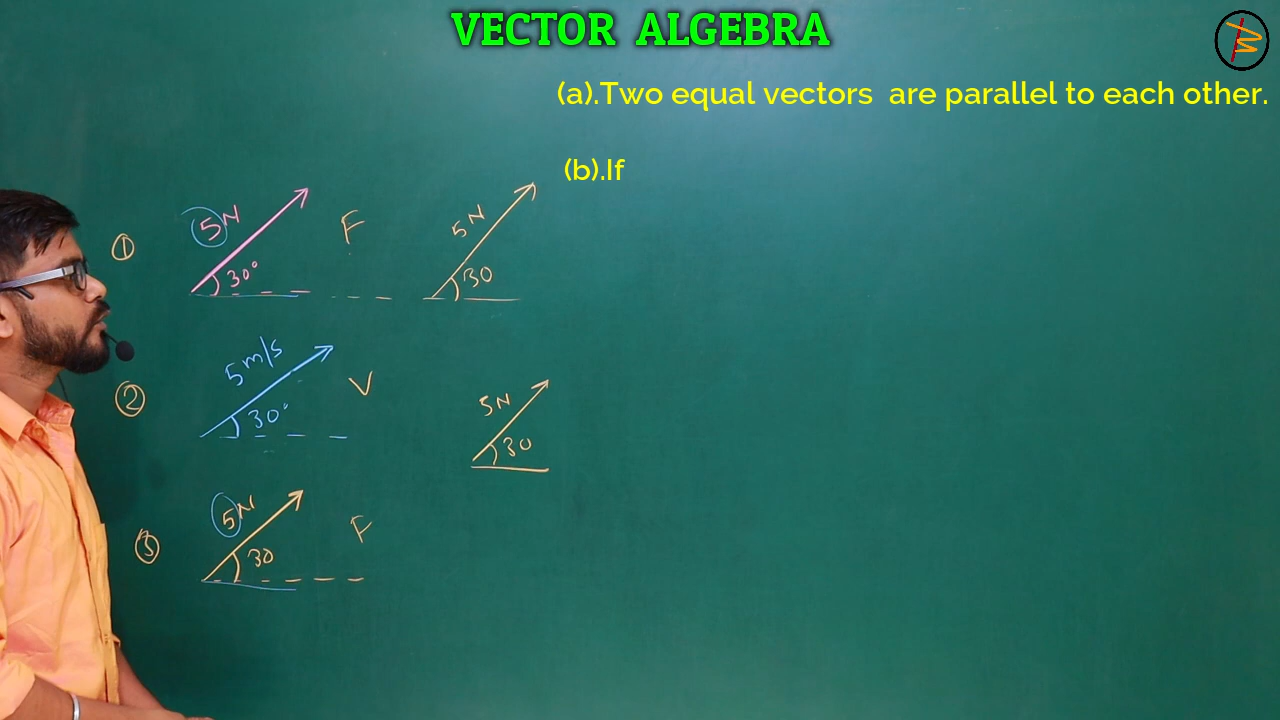 VECTOR ALGEBRA
(a).Two equal vectors are parallel to each other.
(b).If
① 5N 30° F
5N 30
② 5m/s 30° V
5N 30
③ 5N 30 F